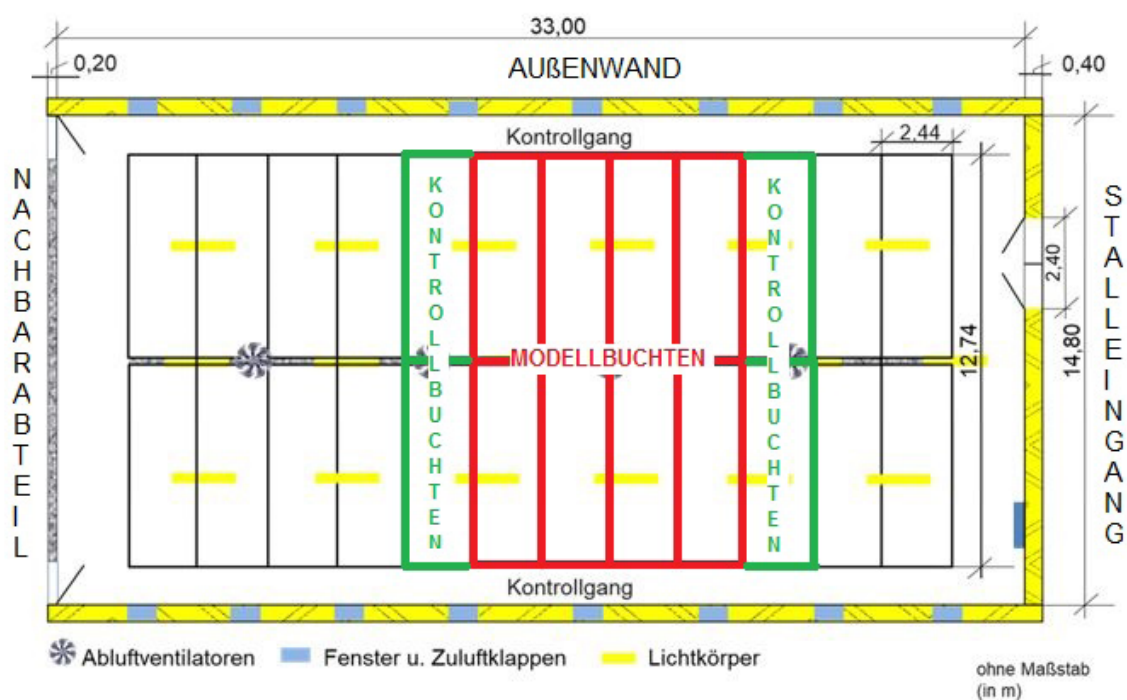 33,00
0,20
AUßENWAND
0,40
Kontrollgang
2,44
NACHBARABTEIL
KONTROLLBUCHTEN
KONTROLLBUCHTEN
STALLEINGANG
2,40
MODELLBUCHTEN
12,74
14,80
Kontrollgang
Abluftventilatoren
Fenster u. Zuluftklappen
Lichtkörper
ohne Maßstab
(in m)